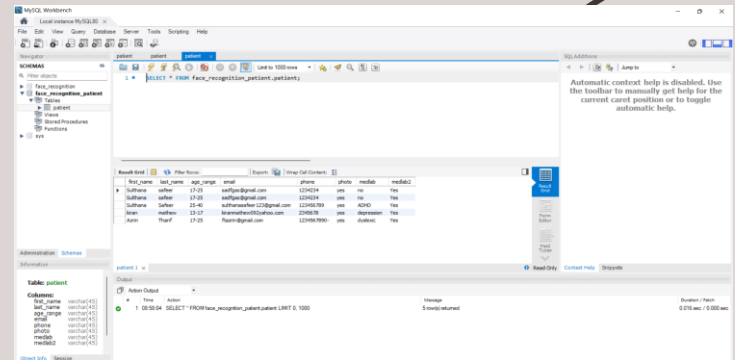 MySQL Workbench
Local instance MySQL80 ×
File Edit View Query Database Server Tools Scripting Help
Navigator
SCHEMAS
Filter objects
face_recognition
face_recognition_patient
Tables
patient
Views
Stored Procedures
Functions
sys
Administration Schemas
Information
Table: patient
Columns:
first_name varchar(45)
last_name varchar(45)
age_range varchar(45)
email varchar(45)
phone varchar(45)
photo varchar(45)
medlab varchar(45)
medlab2 varchar(45)
Object Info Session
patient patient patient ×
Limit to 1000 rows
1 SELECT * FROM face_recognition_patient.patient;
Result Grid Filter Rows: Export: Wrap Cell Content:
first_name last_name age_range email phone photo medlab medlab2
Sulthana safeer 17-25 sadfgas@gmail.com 1234234 yes no Yes
Sulthana safeer 17-25 sadfgas@gmail.com 1234234 yes no Yes
Sulthana Safeer 25-40 sulthanasafeer123@gmail.com 123456789 yes ADHD Yes
kiran mathew 13-17 kiranmathew692yahoo.com 2345678 yes depression Yes
Azrin Tharif 17-25 @gmail.com 1234567890- yes dyslexic Yes
Result Grid
Form Editor
Field Types
patient 1 ×
Read Only
Output
Action Output
# Time Action Message Duration / Fetch
1 08:50:04 SELECT * FROM face_recognition_patient.patient LIMIT 0, 1000 5 row(s) returned 0.016 sec / 0.000 sec
SQLAdditions
Jump to
Automatic context help is disabled. Use
the toolbar to manually get help for the
current caret position or to toggle
automatic help.
Context Help Snippets